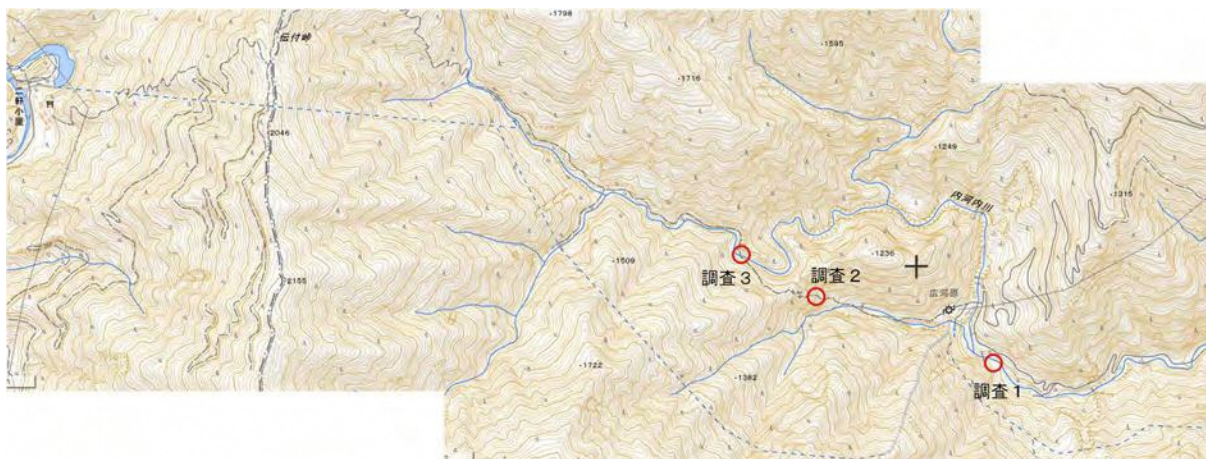 ・1798
伝付峠
・1595
・1716
二軒小屋
・2046
・1249
・1315
内河内川
・1236
・1509
調査3
調査2
広河原
・2155
・1722
・1382
調査1